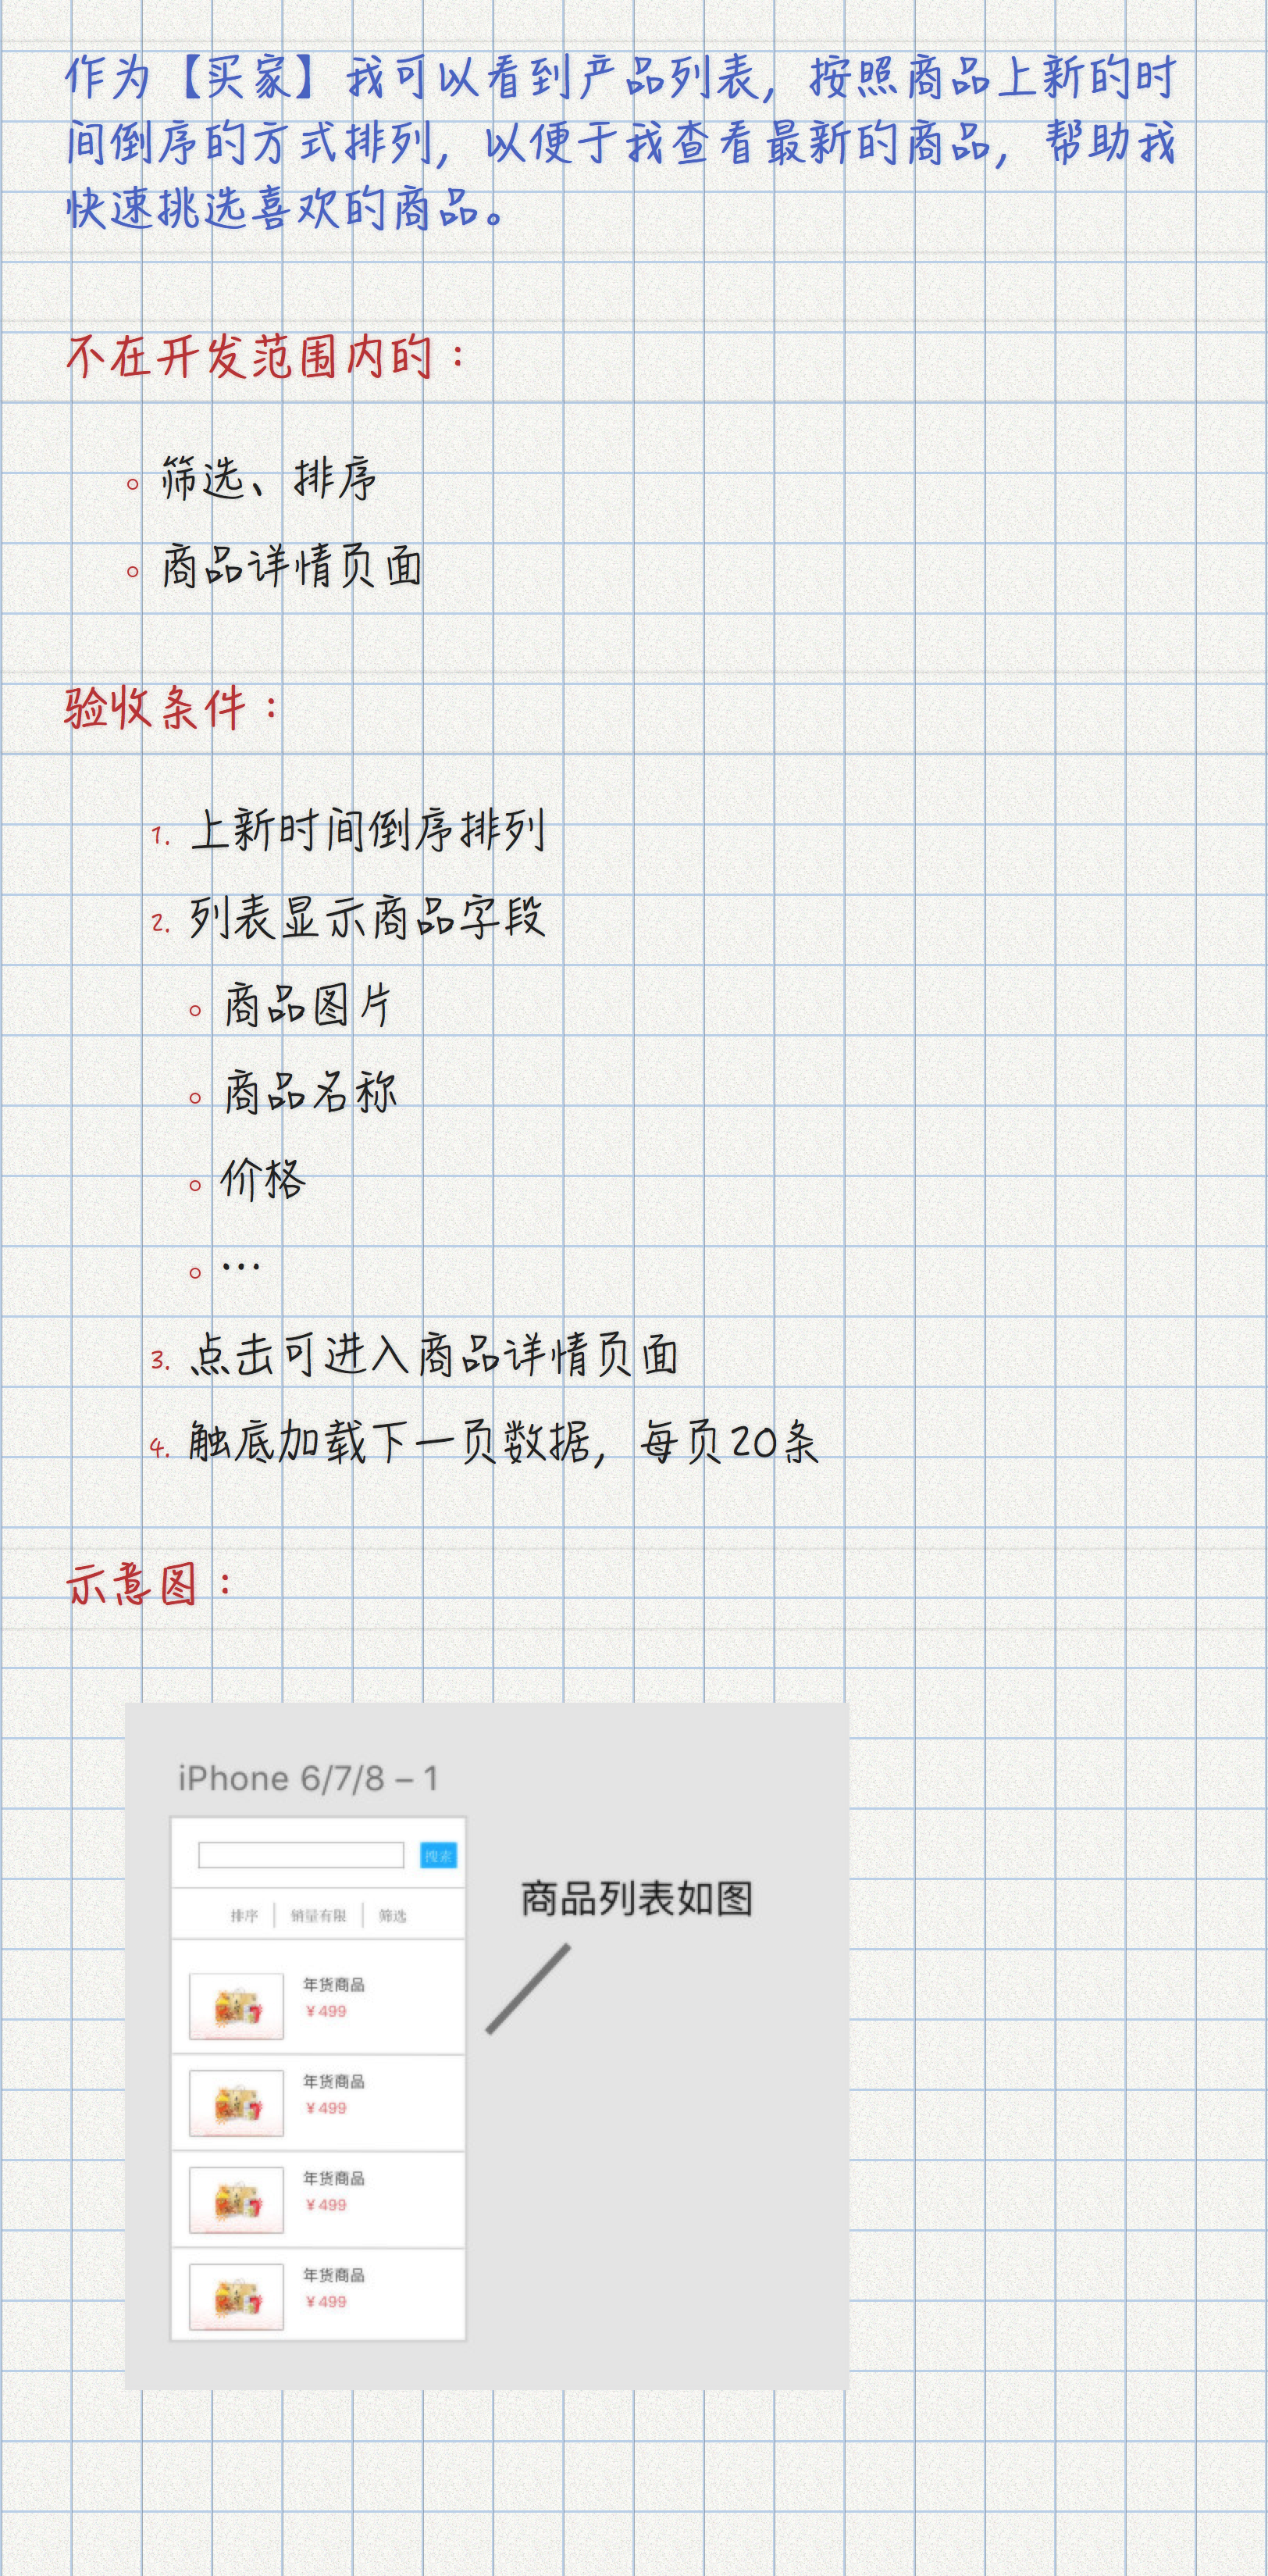 作为【买家】我可以看到产品列表，按照商品上新的时
间倒序的方式排列，以便于我查看最新的商品，帮助我
快速挑选喜欢的商品。
不在开发范围内的：
筛选、排序
商品详情页面
验收条件：
1. 上新时间倒序排列
2. 列表显示商品字段
商品图片
商品名称
价格
...
3. 点击可进入商品详情页面
4. 触底加载下一页数据，每页20条
示意图：
iPhone 6/7/8 – 1
搜索
商品列表如图
排序 销量有限 筛选
年货商品
¥499
年货商品
¥499
年货商品
¥499
年货商品
¥499